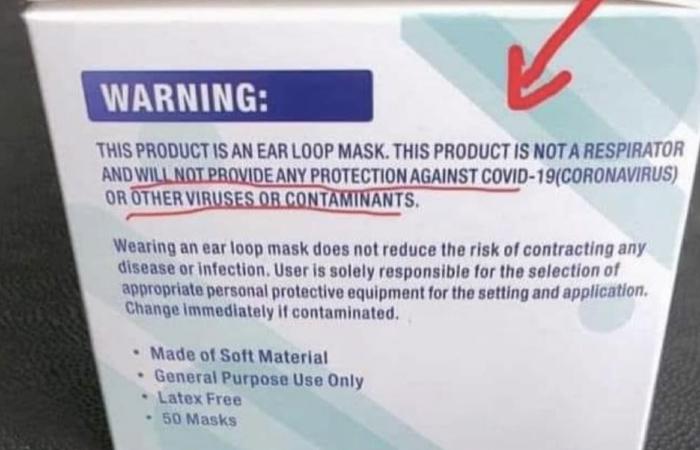 WARNING:
THIS PRODUCT IS AN EAR LOOP MASK. THIS PRODUCT IS NOT A RESPIRATOR
AND WILL NOT PROVIDE ANY PROTECTION AGAINST COVID-19(CORONAVIRUS)
OR OTHER VIRUSES OR CONTAMINANTS.
Wearing an ear loop mask does not reduce the risk of contracting any
disease or infection. User is solely responsible for the selection of
appropriate personal protective equipment for the setting and application.
Change immediately if contaminated.
• Made of Soft Material
• General Purpose Use Only
• Latex Free
• 50 Masks